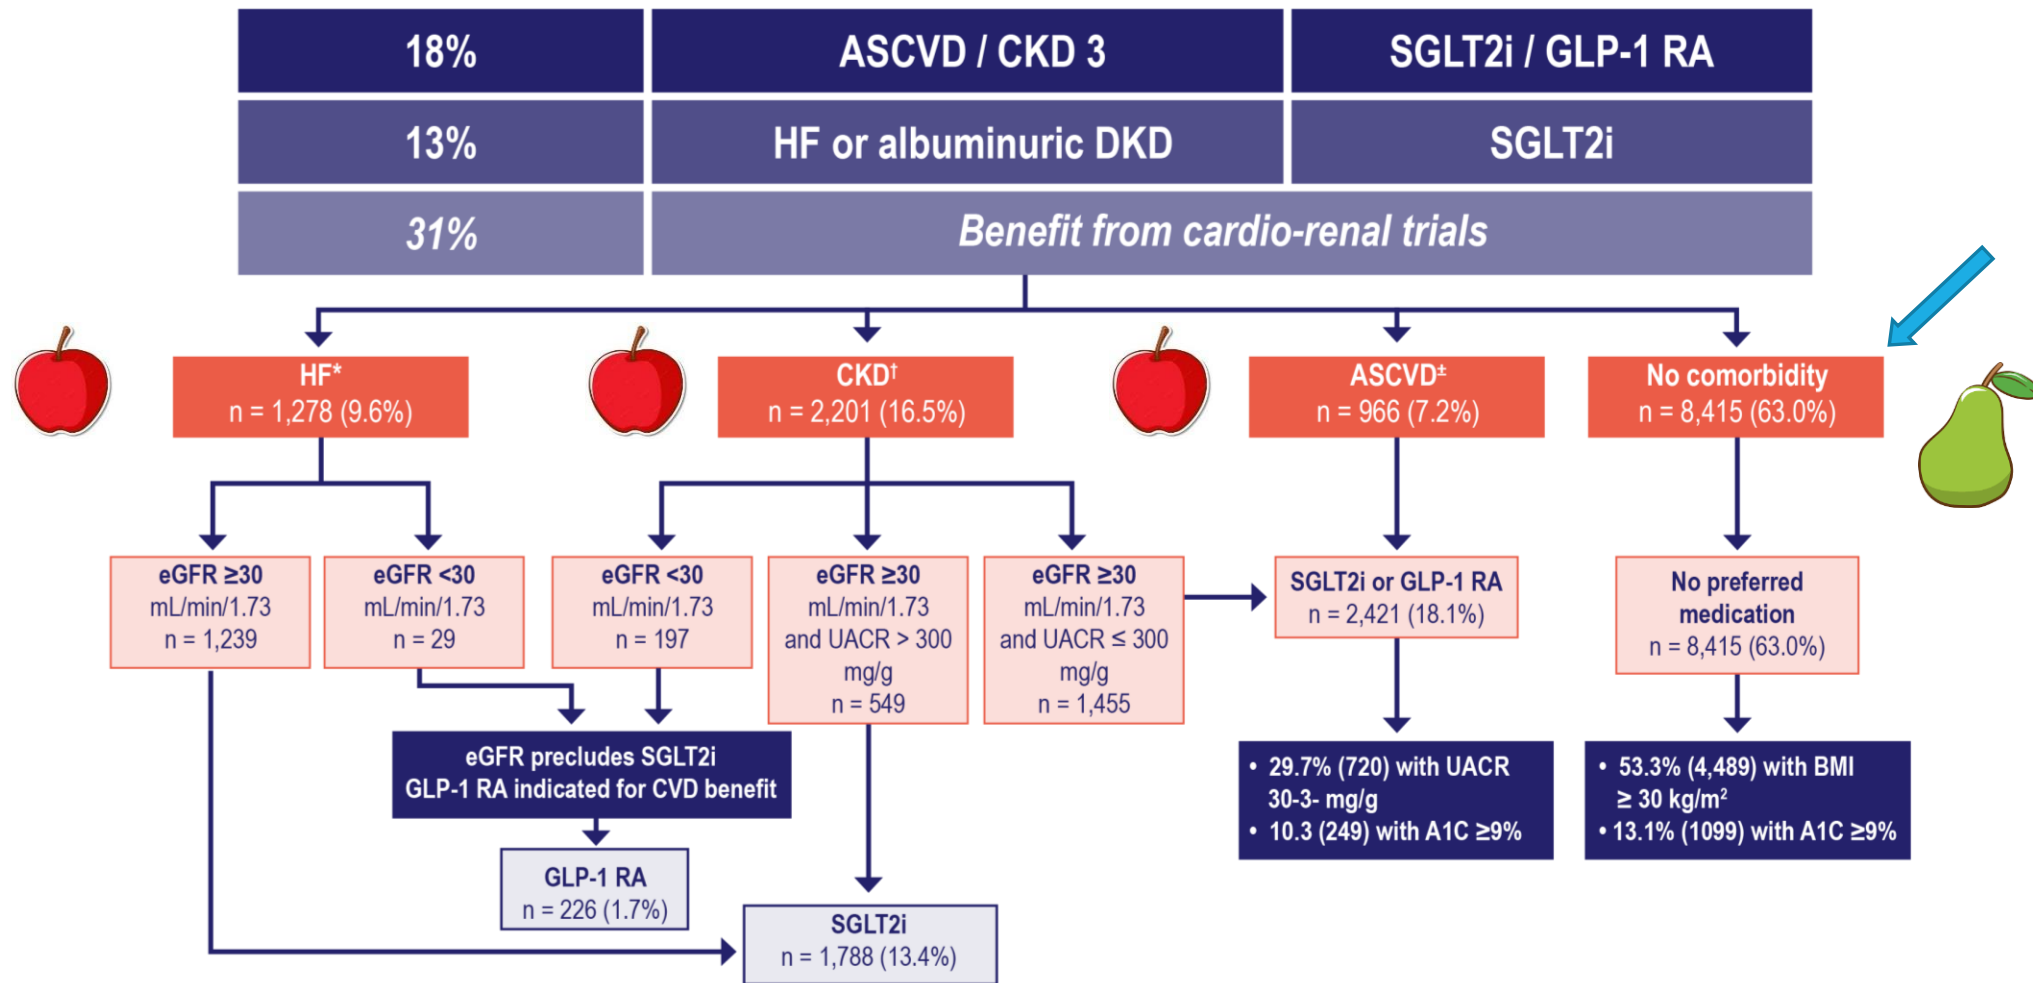 18%
ASCVD / CKD 3
SGLT2i / GLP-1 RA
13%
HF or albuminuric DKD
SGLT2i
31%
Benefit from cardio-renal trials
HF*
n = 1,278 (9.6%)
CKD†
n = 2,201 (16.5%)
ASCVD±
n = 966 (7.2%)
No comorbidity
n = 8,415 (63.0%)
eGFR ≥30
mL/min/1.73
n = 1,239
eGFR <30
mL/min/1.73
n = 29
eGFR <30
mL/min/1.73
n = 197
eGFR ≥30
mL/min/1.73
and UACR > 300
mg/g
n = 549
eGFR ≥30
mL/min/1.73
and UACR ≤ 300
mg/g
n = 1,455
SGLT2i or GLP-1 RA
n = 2,421 (18.1%)
No preferred
medication
n = 8,415 (63.0%)
eGFR precludes SGLT2i
GLP-1 RA indicated for CVD benefit
• 29.7% (720) with UACR
30-3- mg/g
• 10.3 (249) with A1C ≥9%
• 53.3% (4,489) with BMI
≥ 30 kg/m²
• 13.1% (1099) with A1C ≥9%
GLP-1 RA
n = 226 (1.7%)
SGLT2i
n = 1,788 (13.4%)